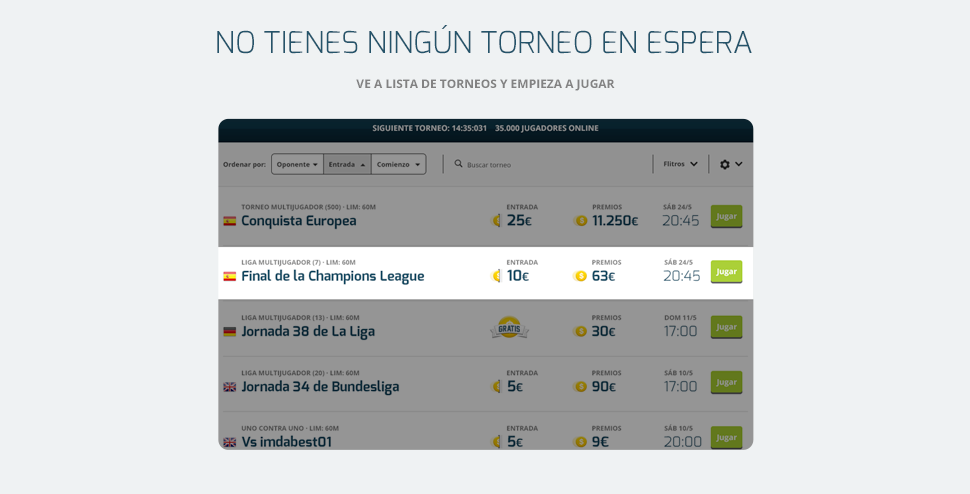 NO TIENES NINGÚN TORNEO EN ESPERA
VE A LISTA DE TORNEOS Y EMPIEZA A JUGAR
SIGUIENTE TORNEO: 14:35:031 35.000 JUGADORES ONLINE
Ordenar por: Oponente Entrada Comienzo Buscar torneo Flitros
TORNEO MULTIJUGADOR (500) · LIM: 60M ENTRADA PREMIOS SÁB 24/5
Conquista Europea 25€ 11.250€ 20:45 Jugar
LIGA MULTIJUGADOR (7) · LIM: 60M ENTRADA PREMIOS SÁB 24/5
Final de la Champions League 10€ 63€ 20:45 Jugar
LIGA MULTIJUGADOR (13) · LIM: 60M PREMIOS DOM 11/5
Jornada 38 de La Liga GRATIS 30€ 17:00 Jugar
LIGA MULTIJUGADOR (20) · LIM: 60M ENTRADA PREMIOS SÁB 10/5
Jornada 34 de Bundesliga 5€ 90€ 17:00 Jugar
UNO CONTRA UNO · LIM: 60M ENTRADA PREMIOS SÁB 10/5
Vs imdabest01 5€ 9€ 20:00 Jugar